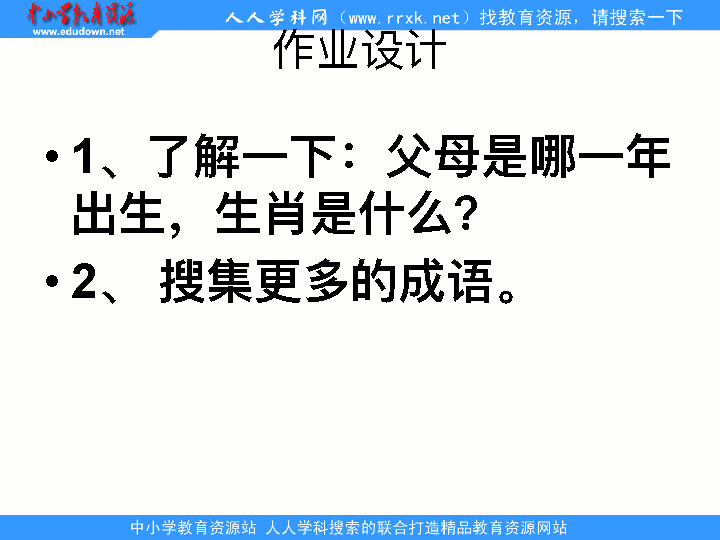 中小学教育资源
www.edudown.net
人人学科网（www.rrxk.net）找教育资源，请搜索一下
作业设计
•1、了解一下：父母是哪一年
出生，生肖是什么？
•2、 搜集更多的成语。
中小学教育资源站 人人学科搜索的联合打造精品教育资源网站